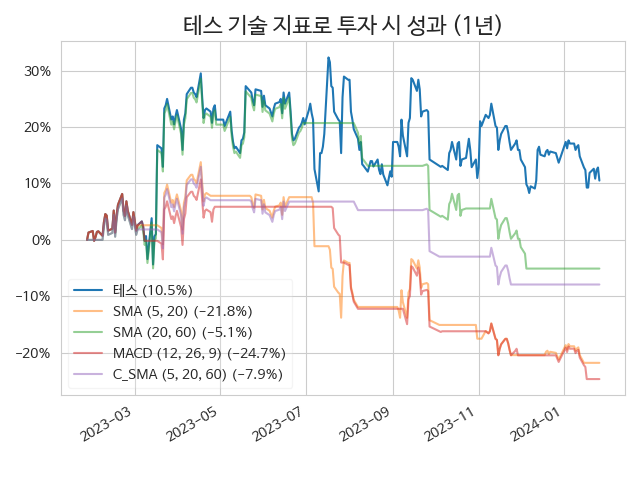 테스 기술 지표로 투자 시 성과 (1년)
30%
20%
10%
0%
−10%
−20%
테스 (10.5%)
SMA (5, 20) (−21.8%)
SMA (20, 60) (−5.1%)
MACD (12, 26, 9) (−24.7%)
C_SMA (5, 20, 60) (−7.9%)
2023−03
2023−05
2023−07
2023−09
2023−11
2024−01